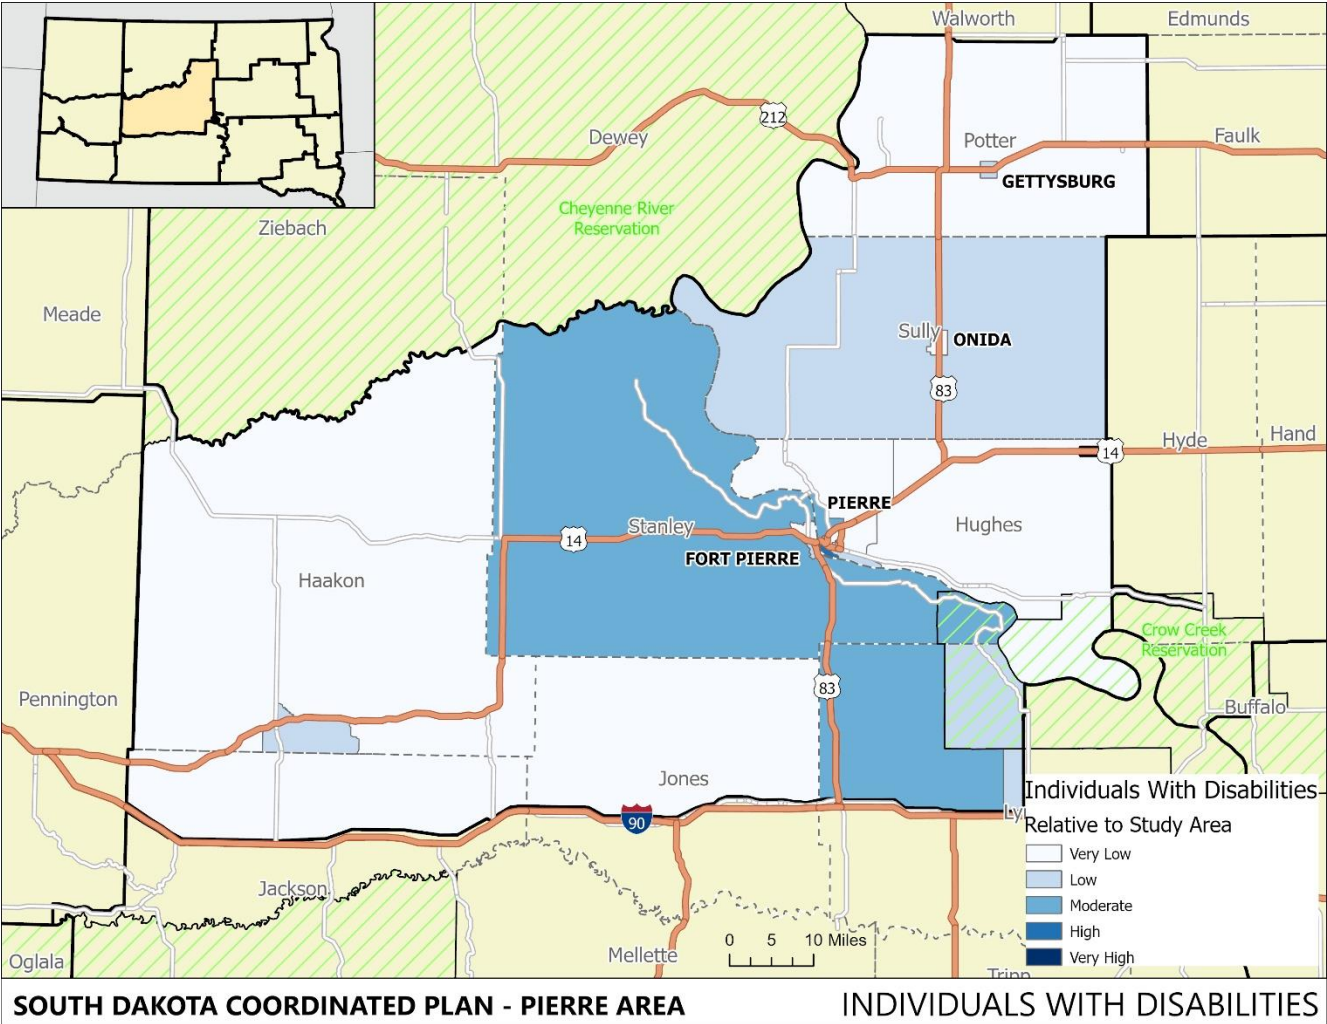 Walworth
Edmunds
212
Dewey
Potter
Faulk
GETTYSBURG
Cheyenne River
Reservation
Ziebach
Meade
Sully
ONIDA
83
Hyde
Hand
14
PIERRE
Stanley
Hughes
14
FORT PIERRE
Haakon
Crow Creek
Reservation
Pennington
83
Buffalo
Jones
90
Ly
Individuals With Disabilities
Relative to Study Area
Very Low
Low
Moderate
High
Very High
Jackson
0 5 10 Miles
Mellette
Oglala
Tripp
SOUTH DAKOTA COORDINATED PLAN - PIERRE AREA
INDIVIDUALS WITH DISABILITIES